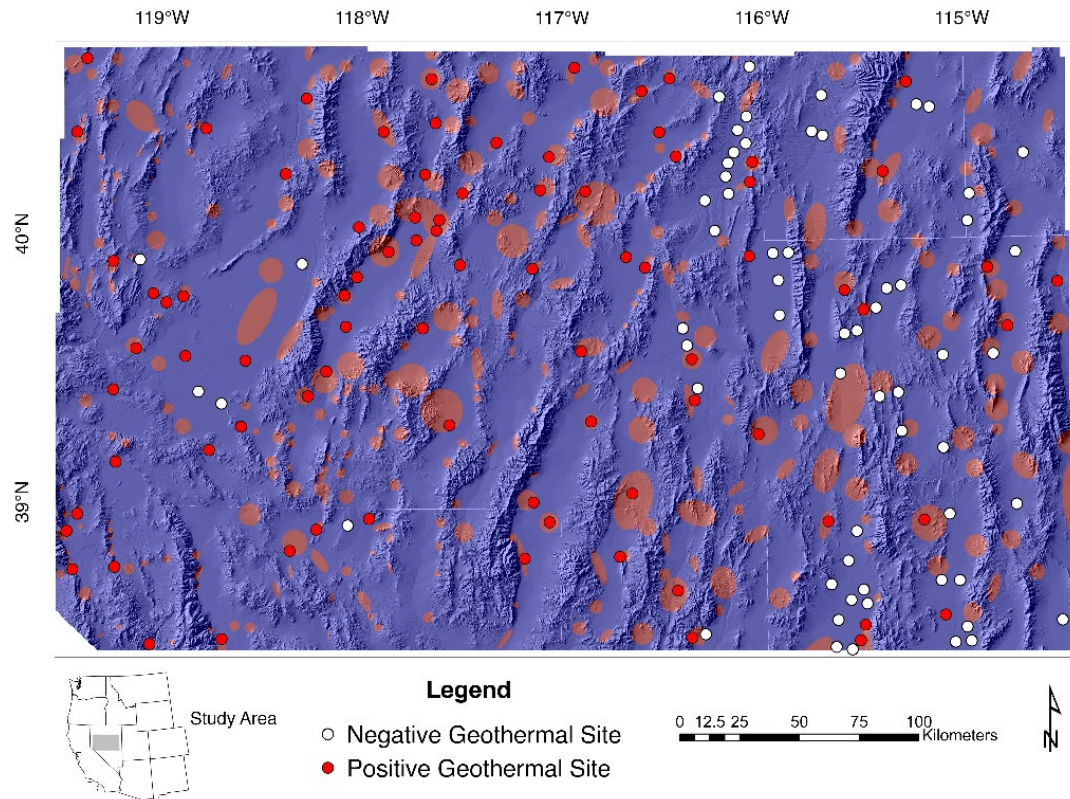 119°W 118°W 117°W 116°W 115°W
40°N
39°N
Legend
Study Area
Negative Geothermal Site
Positive Geothermal Site
0 12.5 25 50 75 100
Kilometers
N